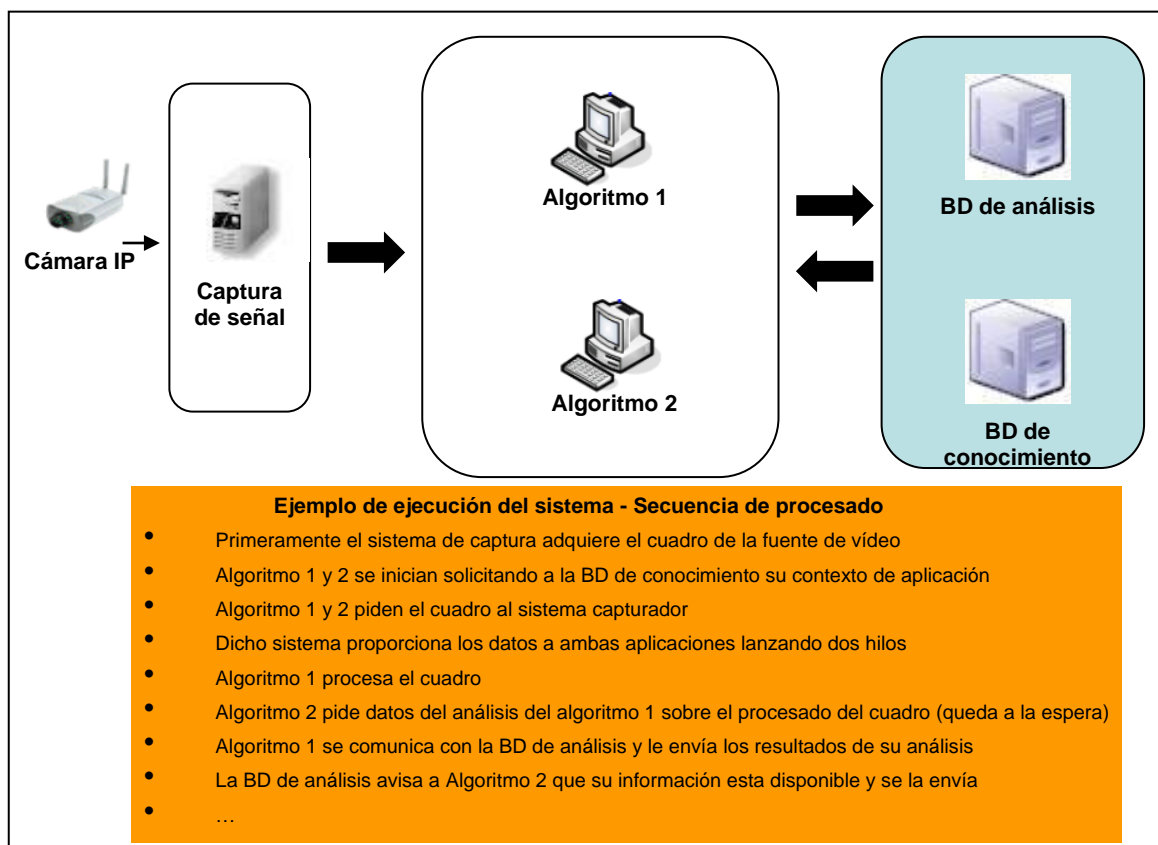 Cámara IP
Captura
de señal
Algoritmo 1
Algoritmo 2
BD de análisis
BD de
conocimiento
Ejemplo de ejecución del sistema - Secuencia de procesado
• Primeramente el sistema de captura adquiere el cuadro de la fuente de vídeo
• Algoritmo 1 y 2 se inician solicitando a la BD de conocimiento su contexto de aplicación
• Algoritmo 1 y 2 piden el cuadro al sistema capturador
• Dicho sistema proporciona los datos a ambas aplicaciones lanzando dos hilos
• Algoritmo 1 procesa el cuadro
• Algoritmo 2 pide datos del análisis del algoritmo 1 sobre el procesado del cuadro (queda a la espera)
• Algoritmo 1 se comunica con la BD de análisis y le envía los resultados de su análisis
• La BD de análisis avisa a Algoritmo 2 que su información esta disponible y se la envía
• …